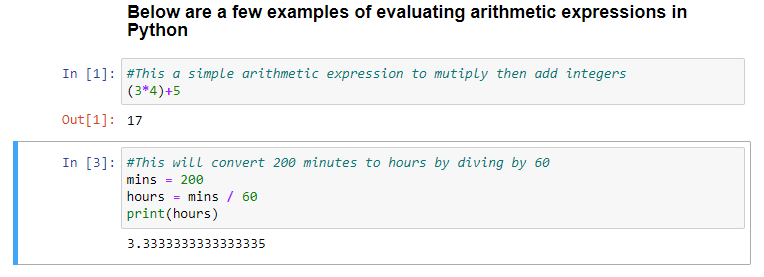 Below are a few examples of evaluating arithmetic expressions in
Python
In [1]: #This a simple arithmetic expression to mutiply then add integers
(3*4)+5
Out[1]: 17
In [3]: #This will convert 200 minutes to hours by diving by 60
mins = 200
hours = mins / 60
print(hours)
3.3333333333333335